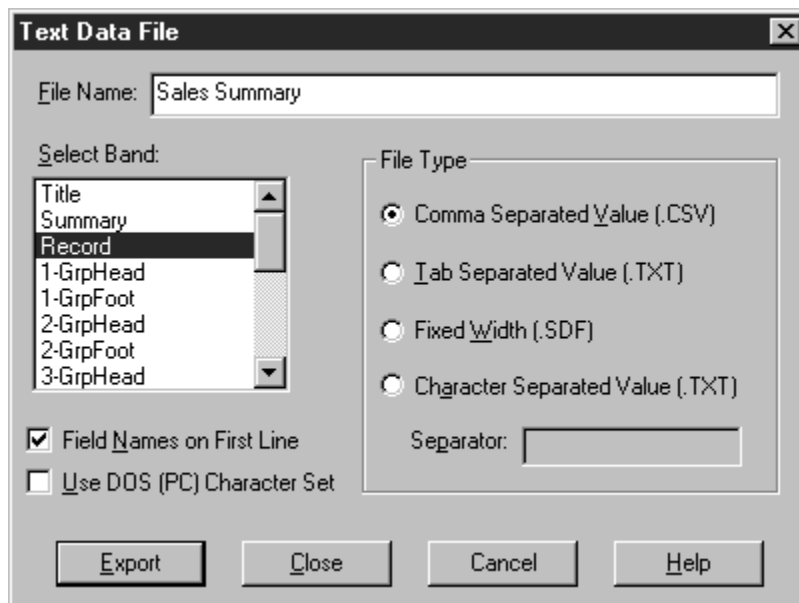 Text Data File
File Name: Sales Summary
Select Band:
Title
Summary
Record
1-GrpHead
1-GrpFoot
2-GrpHead
2-GrpFoot
3-GrpHead
Field Names on First Line
Use DOS (PC) Character Set
File Type
Comma Separated Value (.CSV)
Tab Separated Value (.TXT)
Fixed Width (.SDF)
Character Separated Value (.TXT)
Separator:
Export Close Cancel Help